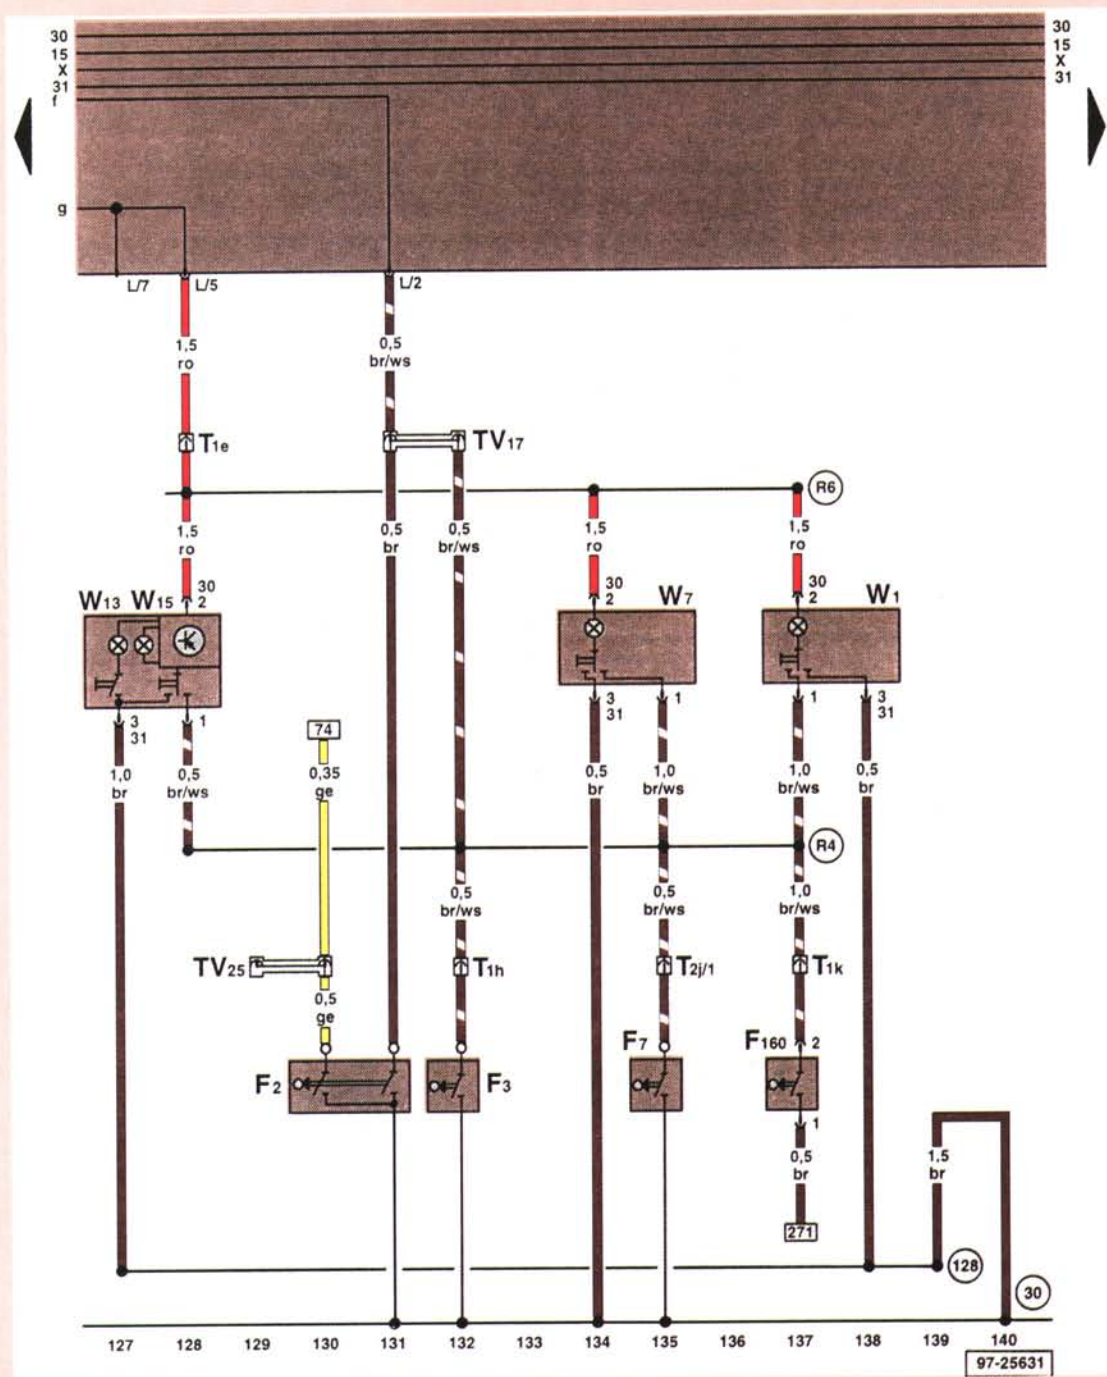 30 30
15 15
X X
31 31
f
g
L/7 L/5 L/2
1,5 0,5
ro br/ws
T1e TV17
R6
1,5 0,5 0,5 1,5 1,5
ro br br/ws ro ro
30 30 30
W13 W15 2 2 W7 2 W1
3 1 3 1 1 3
31 31 31
74
1,0 0,5 0,35 0,5 1,0 1,0 0,5
br br/ws ge br br/ws br/ws br
R4
0,5 0,5 1,0
br/ws br/ws br/ws
TV25 T1h T2j/1 T1k
0,5
ge
F7 F160 2
F2 F3
1
0,5 1,5
br br
271
128
30
127 128 129 130 131 132 133 134 135 136 137 138 139 140
97-25631